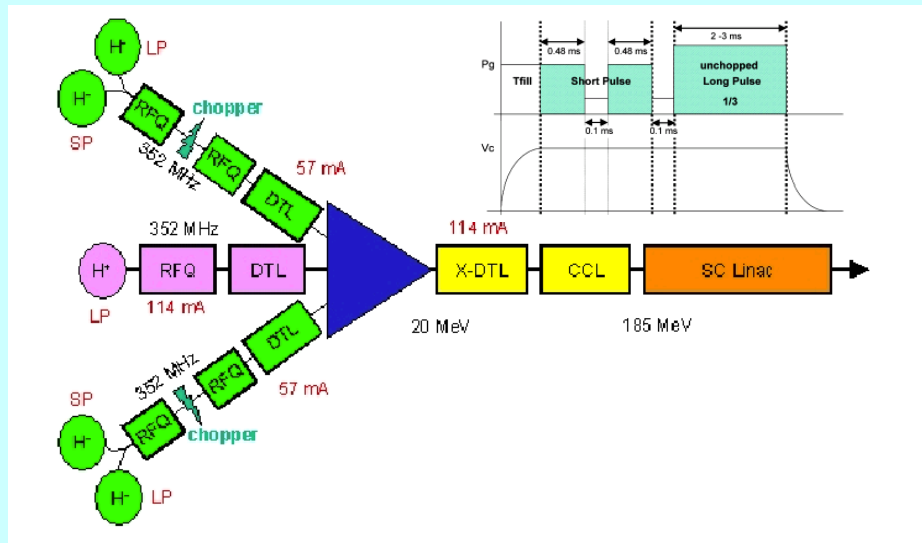 H⁺
LP
H⁻
SP
RFQ
chopper
352 MHz
RFQ
DTL
57 mA
2 -3 ms
0.48 ms
0.48 ms
Pg
Tfill
Short Pulse
unchopped
Long Pulse
1/3
0.1 ms
0.1 ms
Vc
352 MHz
H⁺
LP
RFQ
114 mA
DTL
114 mA
X-DTL
CCL
SC Linac
20 MeV
185 MeV
SP
H⁻
H⁻
LP
RFQ
352 MHz
chopper
RFQ
DTL
57 mA